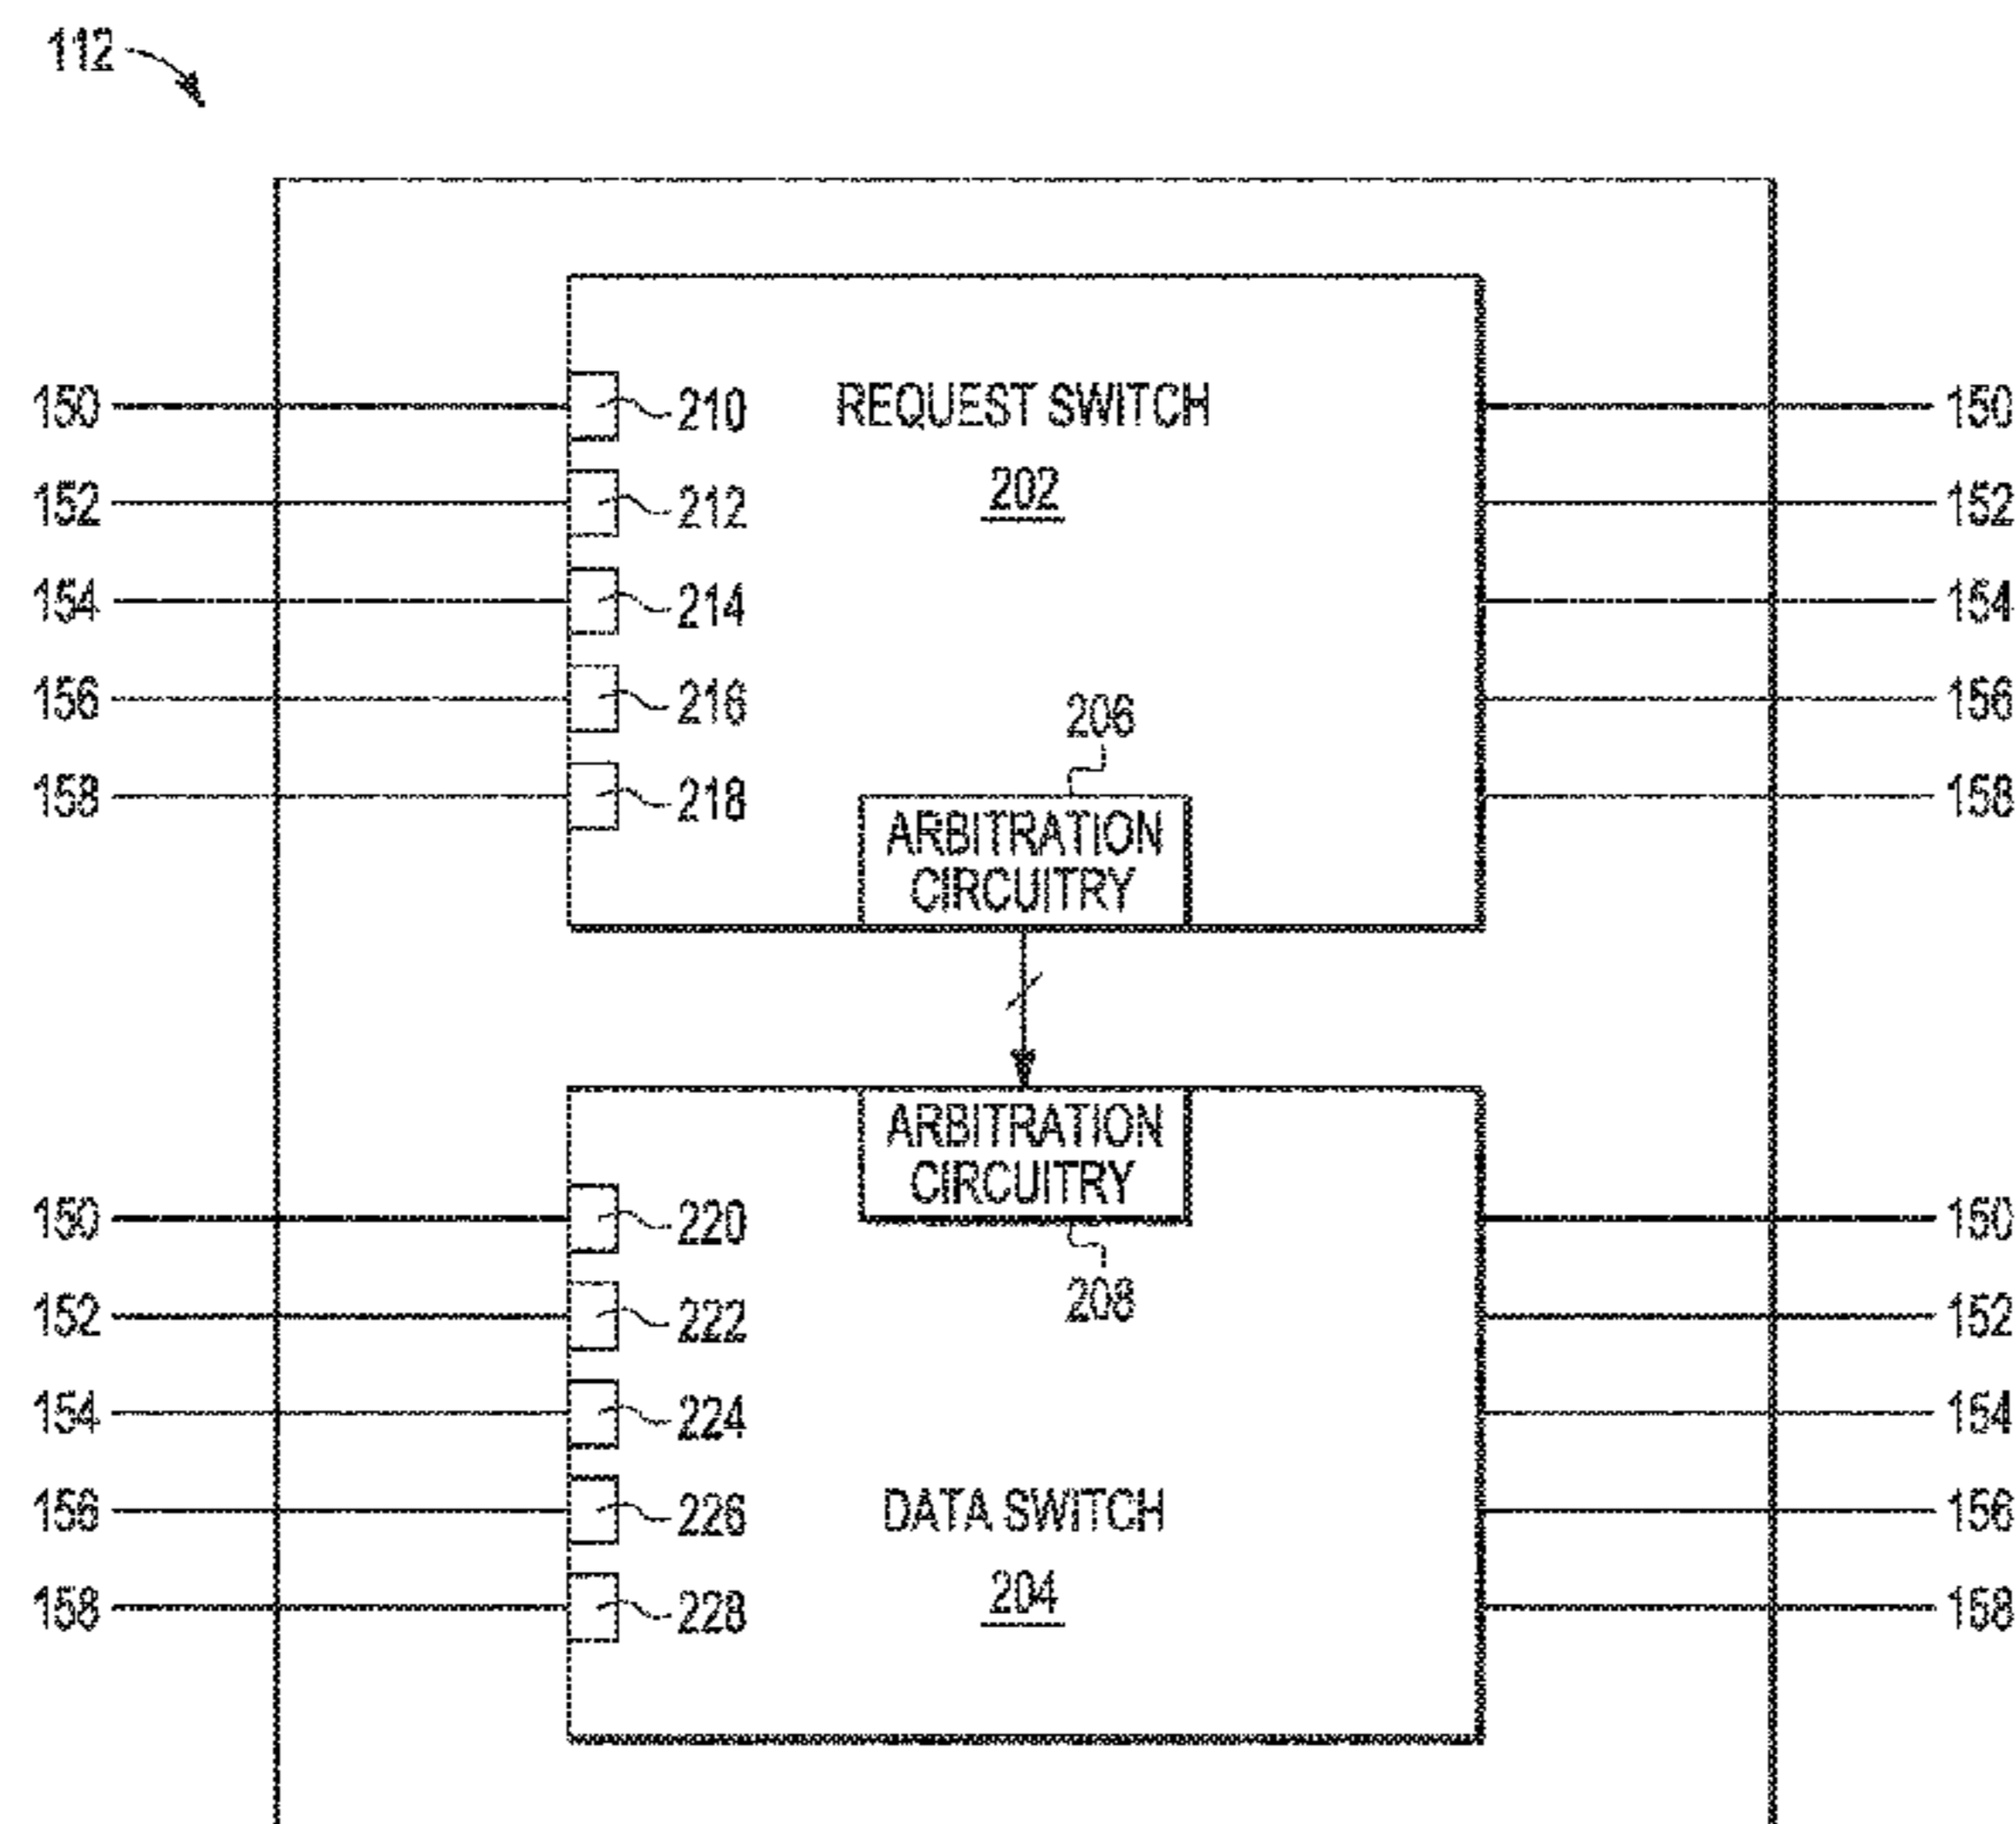 112
150 210 REQUEST SWITCH 150
152 212 202 152
154 214 154
156 216 206 156
158 218 ARBITRATION 158
CIRCUITRY
ARBITRATION
CIRCUITRY
150 220 150
152 222 208 152
154 224 154
156 226 DATA SWITCH 156
158 228 204 158